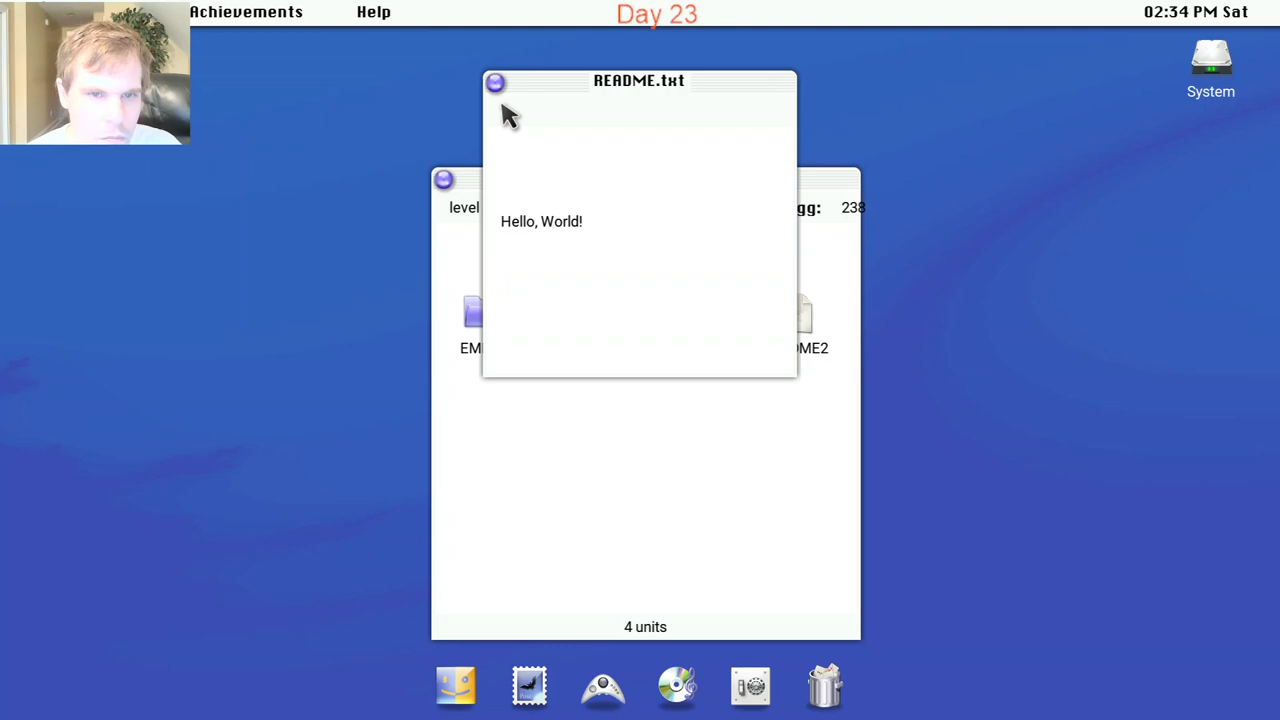 Achievements Help Day 23 02:34 PM Sat
System
README.txt
level gg: 238
Hello, World!
EM OME2
4 units